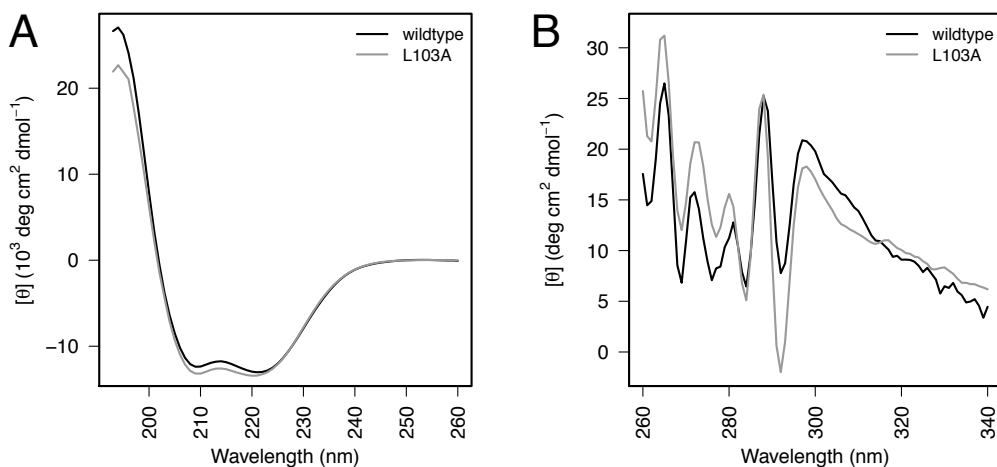 A
wildtype
L103A
[θ] (10³ deg cm² dmol⁻¹)
20
10
0
−10
200
210
220
230
240
250
260
Wavelength (nm)
B
wildtype
L103A
[θ] (deg cm² dmol⁻¹)
30
25
20
15
10
5
0
260
280
300
320
340
Wavelength (nm)